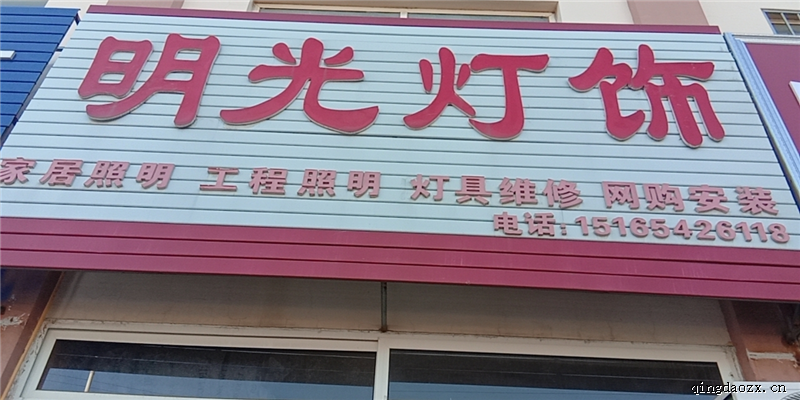 明光灯饰
家居照明 工程照明 灯具维修 网购安装
电话:15165426118
qingdaozx.cn